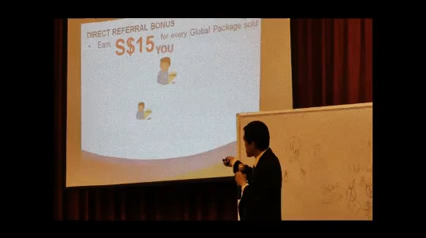 DIRECT REFERRAL BONUS
• Earn S$15 for every Global Package sold
YOU